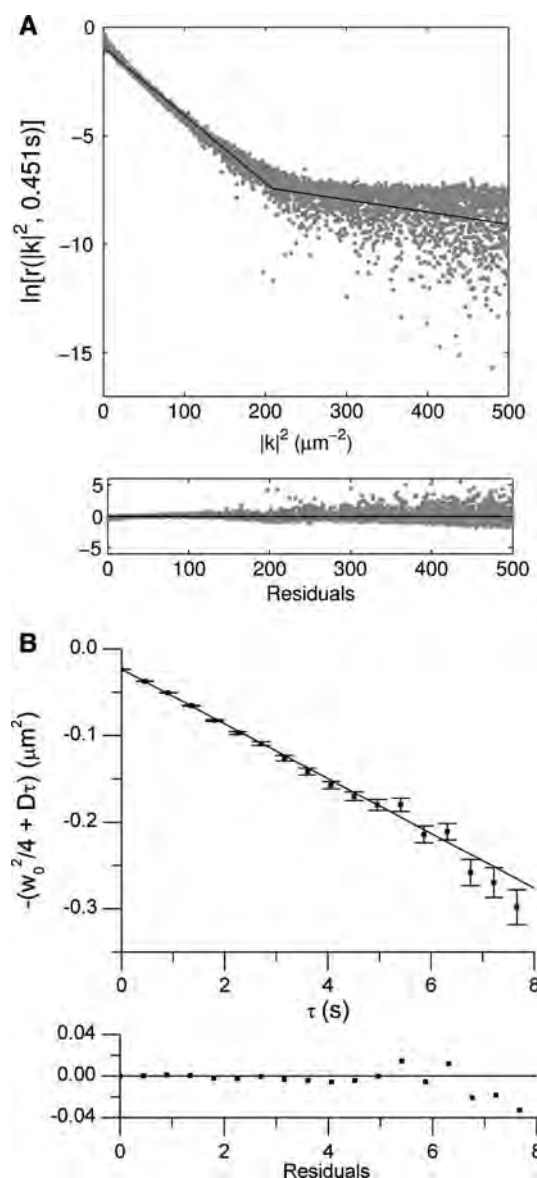 A
ln[r(|k|², 0.451s)]
0
−5
−10
−15
0 100 200 300 400 500
|k|² (μm⁻²)
5
0
−5
0 100 200 300 400 500
Residuals
B
-(w₀²/4 + Dτ) (μm²)
0.0
-0.1
-0.2
-0.3
0 2 4 6 8
τ (s)
0.04
0.00
-0.04
0 2 4 6 8
Residuals